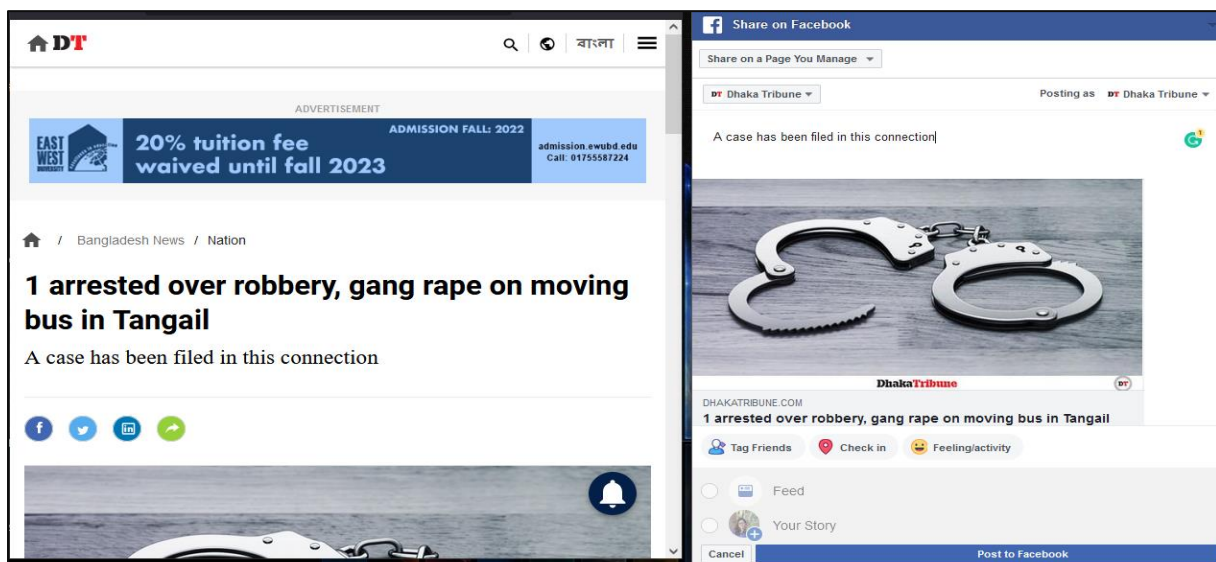 DT
বাংলা
ADVERTISEMENT
EAST
WEST
UNIVERSITY
20% tuition fee
waived until fall 2023
ADMISSION FALL: 2022
admission.ewubd.edu
Call: 01755587224
/ Bangladesh News / Nation
1 arrested over robbery, gang rape on moving
bus in Tangail
A case has been filed in this connection
Share on Facebook
Share on a Page You Manage
DT Dhaka Tribune
Posting as DT Dhaka Tribune
A case has been filed in this connection
DhakaTribune
DT
DHAKATRIBUNE.COM
1 arrested over robbery, gang rape on moving bus in Tangail
Tag Friends Check in Feeling/activity
Feed
Your Story
Cancel Post to Facebook